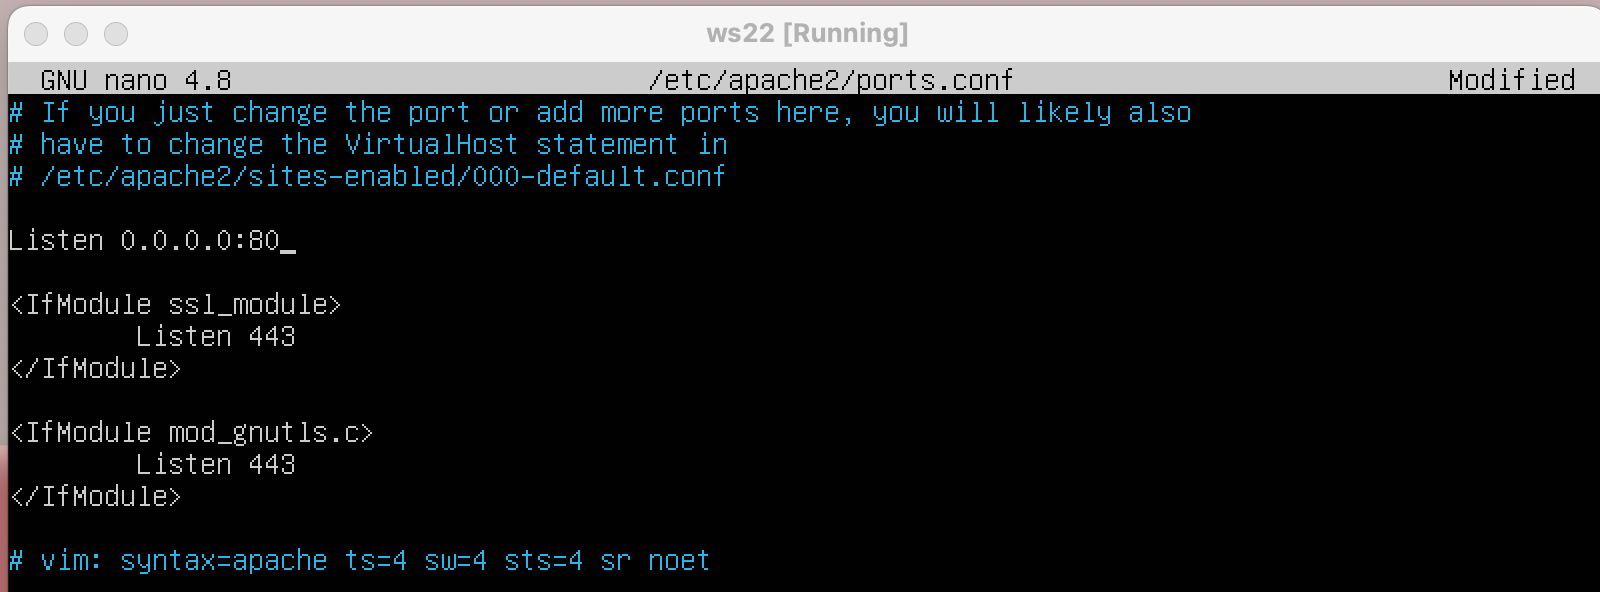 ws22 [Running]
GNU nano 4.8 /etc/apache2/ports.conf Modified
# If you just change the port or add more ports here, you will likely also
# have to change the VirtualHost statement in
# /etc/apache2/sites-enabled/000-default.conf
Listen 0.0.0.0:80_
<IfModule ssl_module>
Listen 443
</IfModule>
<IfModule mod_gnutls.c>
Listen 443
</IfModule>
# vim: syntax=apache ts=4 sw=4 sts=4 sr noet